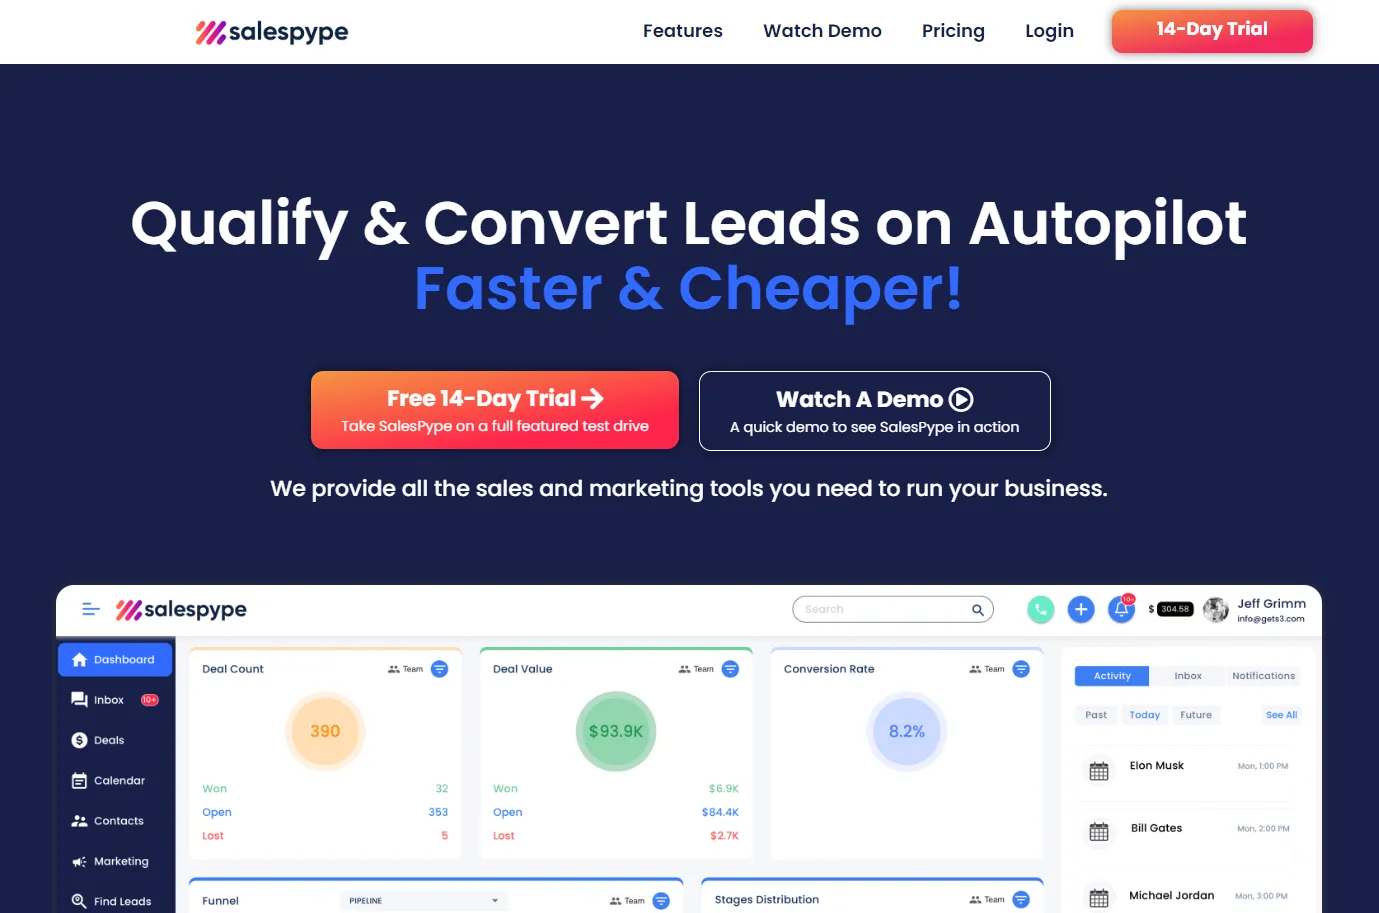 salespype
Features
Watch Demo
Pricing
Login
14-Day Trial
Qualify & Convert Leads on Autopilot
Faster & Cheaper!
Free 14-Day Trial
Take SalesPype on a full featured test drive
Watch A Demo
A quick demo to see SalesPype in action
We provide all the sales and marketing tools you need to run your business.
salespype
Search
10+
$ 304.58
Jeff Grimm
info@gets3.com
Dashboard
Inbox 10+
Deals
Calendar
Contacts
Marketing
Find Leads
Deal Count
Team
390
Won 32
Open 353
Lost 5
Deal Value
Team
$93.9K
Won $6.9K
Open $84.4K
Lost $2.7K
Conversion Rate
Team
8.2%
Activity Inbox Notifications
Past Today Future See All
Elon Musk Mon, 1:00 PM
Bill Gates Mon, 2:00 PM
Michael Jordan Mon, 3:00 PM
Funnel
PIPELINE
Team
Stages Distribution
Team